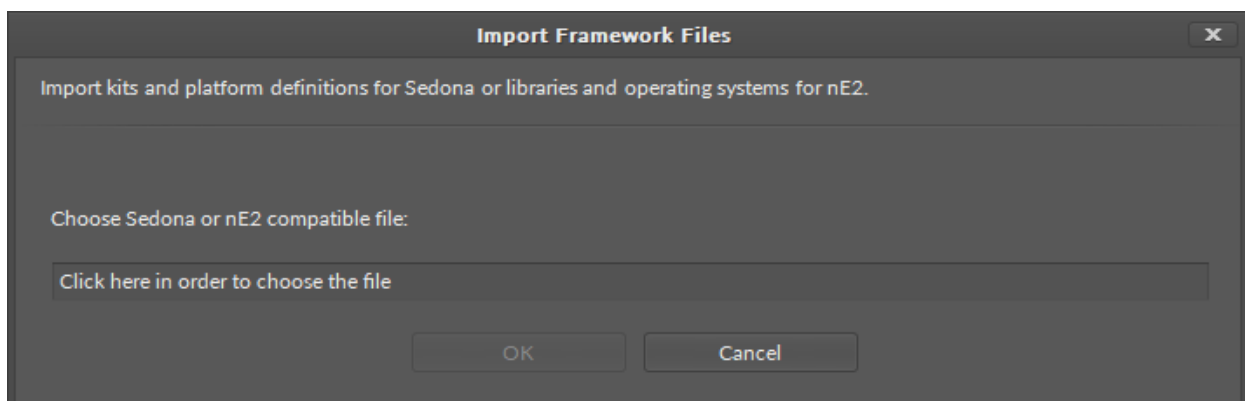 Import Framework Files
x
Import kits and platform definitions for Sedona or libraries and operating systems for nE2.
Choose Sedona or nE2 compatible file:
Click here in order to choose the file
OK Cancel